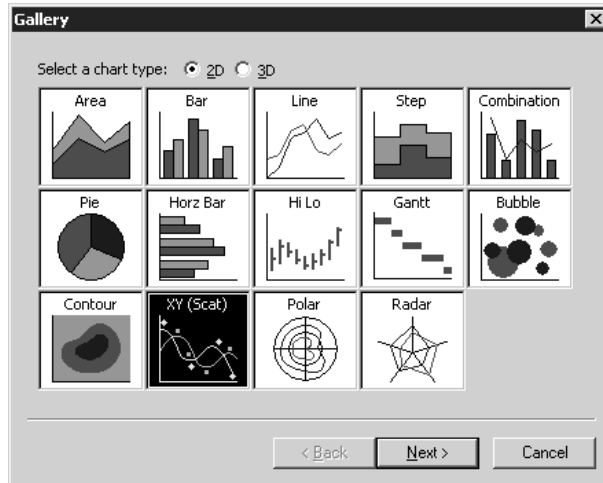 Gallery
Select a chart type: 2D 3D
Area Bar Line Step Combination
Pie Horz Bar Hi Lo Gantt Bubble
Contour XY (Scat) Polar Radar
< Back Next > Cancel